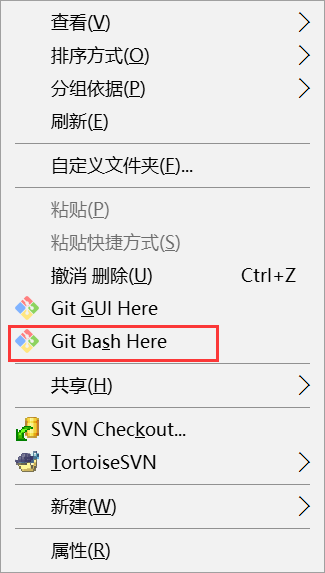 查看(V)
排序方式(O)
分组依据(P)
刷新(E)
自定义文件夹(F)...
粘贴(P)
粘贴快捷方式(S)
撤消 删除(U) Ctrl+Z
Git GUI Here
Git Bash Here
共享(H)
SVN Checkout...
TortoiseSVN
新建(W)
属性(R)